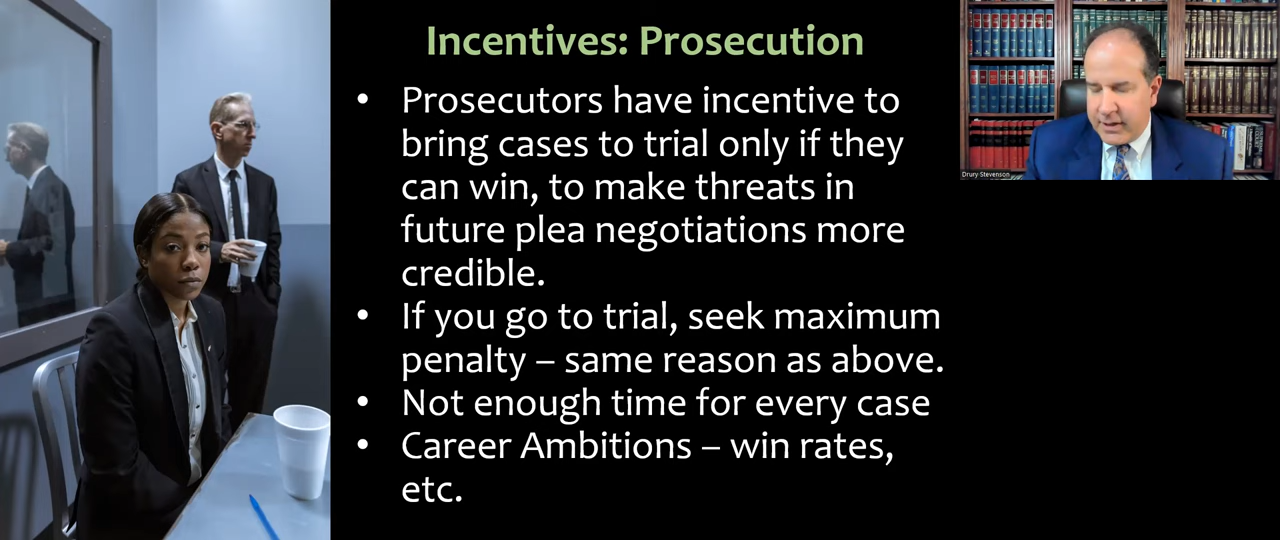 Incentives: Prosecution
• Prosecutors have incentive to
bring cases to trial only if they
can win, to make threats in
future plea negotiations more
credible.
• If you go to trial, seek maximum
penalty – same reason as above.
• Not enough time for every case
• Career Ambitions – win rates,
etc.
Drury-Stevenson